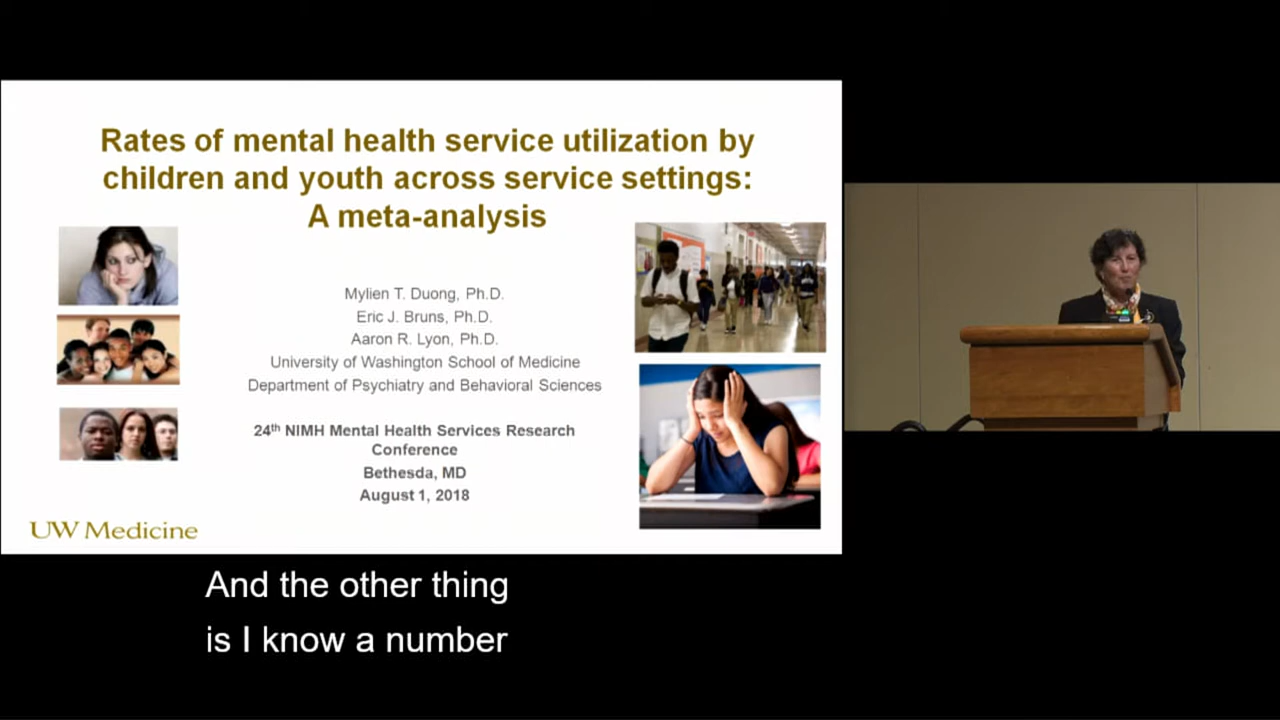 Rates of mental health service utilization by
children and youth across service settings:
A meta-analysis
Mylien T. Duong, Ph.D.
Eric J. Bruns, Ph.D.
Aaron R. Lyon, Ph.D.
University of Washington School of Medicine
Department of Psychiatry and Behavioral Sciences
24th NIMH Mental Health Services Research
Conference
Bethesda, MD
August 1, 2018
UW Medicine
And the other thing
is I know a number